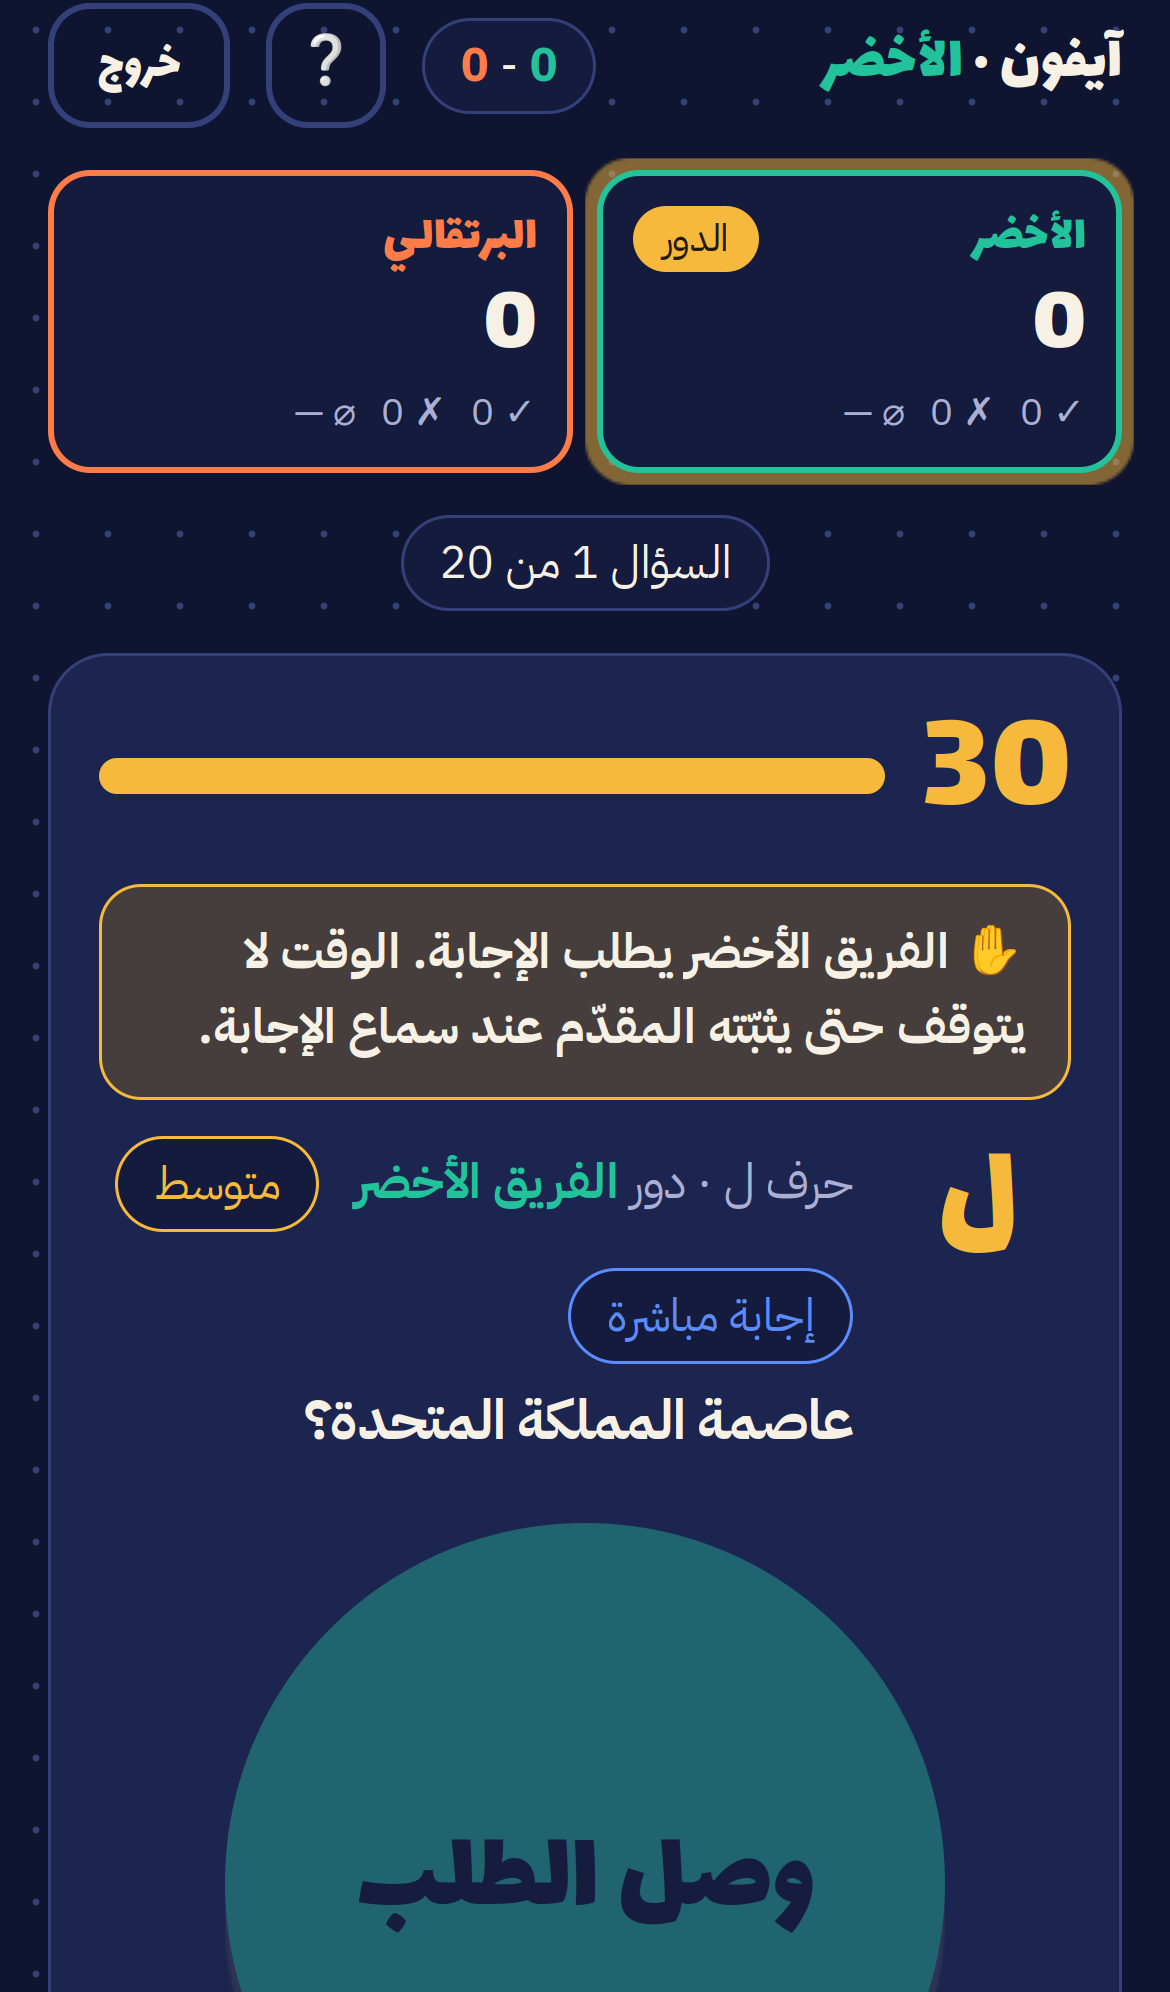 آيفون · الأخضر
0 - 0
❔
خروج
الأخضر
الدور
0
✓ 0 ✗ 0 ⌀ —
البرتقالي
0
✓ 0 ✗ 0 ⌀ —
السؤال 1 من 20
30
✋ الفريق الأخضر يطلب الإجابة. الوقت لا
يتوقف حتى يثبّته المقدّم عند سماع الإجابة.
ل
حرف ل · دور الفريق الأخضر
متوسط
إجابة مباشرة
عاصمة المملكة المتحدة؟
وصل الطلب